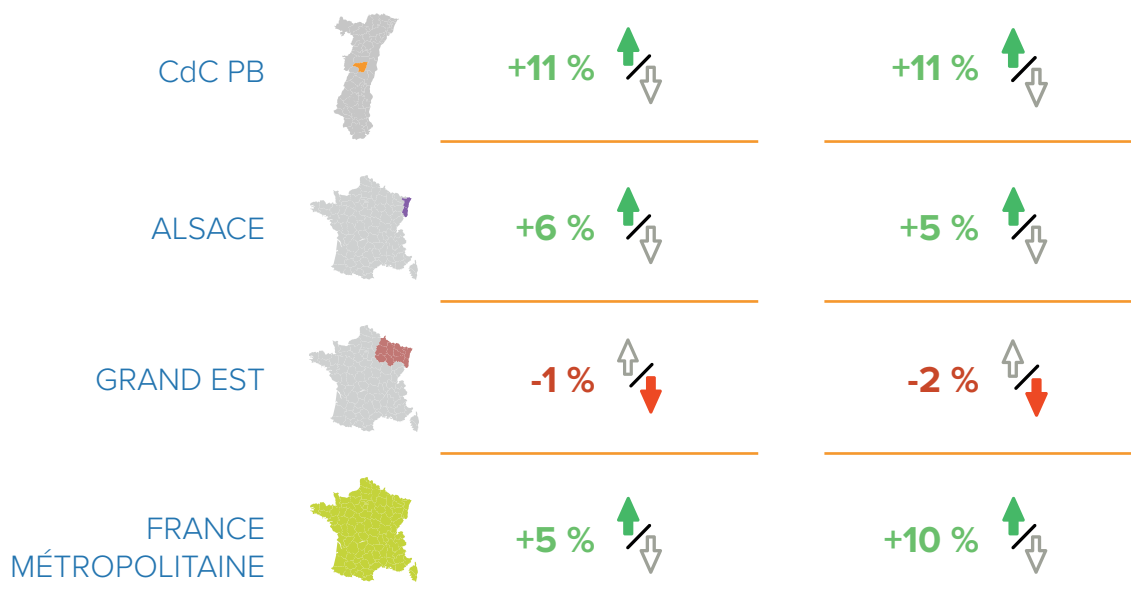 CdC PB +11 % +11 %
ALSACE +6 % +5 %
GRAND EST -1 % -2 %
FRANCE
MÉTROPOLITAINE +5 % +10 %